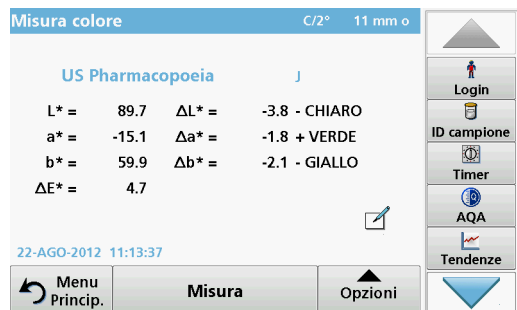 Misura colore C/2° 11 mm o
US Pharmacopoeia J
L* = 89.7 ΔL* = -3.8 - CHIARO
a* = -15.1 Δa* = -1.8 + VERDE
b* = 59.9 Δb* = -2.1 - GIALLO
ΔE* = 4.7
22-AGO-2012 11:13:37
Menu
Princip.
Misura
Opzioni
Login
ID campione
Timer
AQA
Tendenze